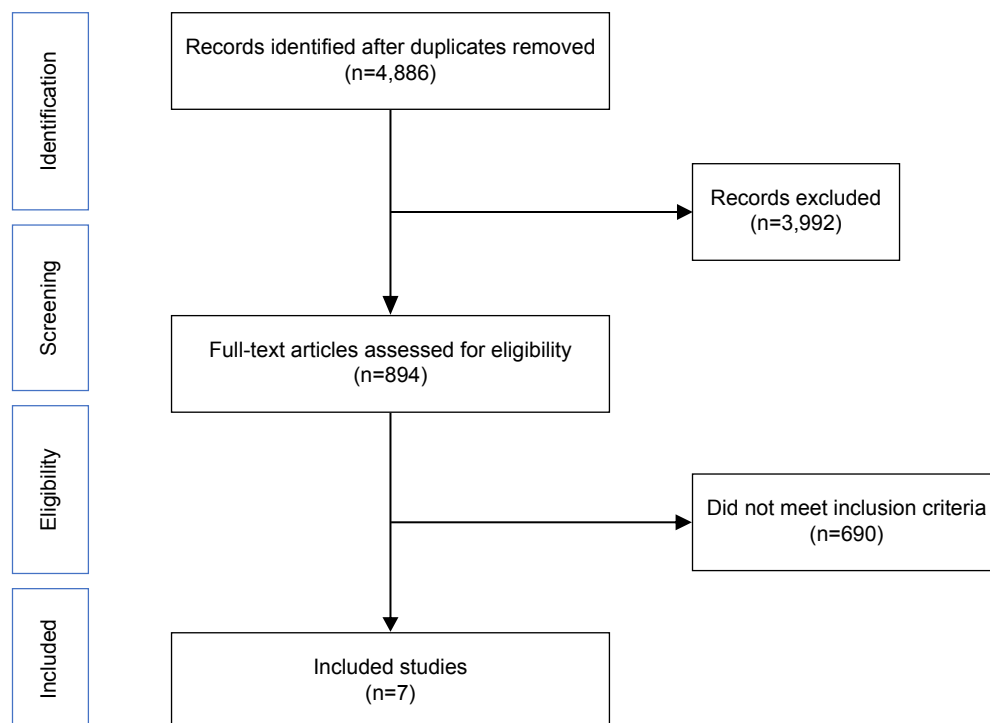 Identification
Records identified after duplicates removed
(n=4,886)
Records excluded
(n=3,992)
Screening
Full-text articles assessed for eligibility
(n=894)
Eligibility
Did not meet inclusion criteria
(n=690)
Included
Included studies
(n=7)